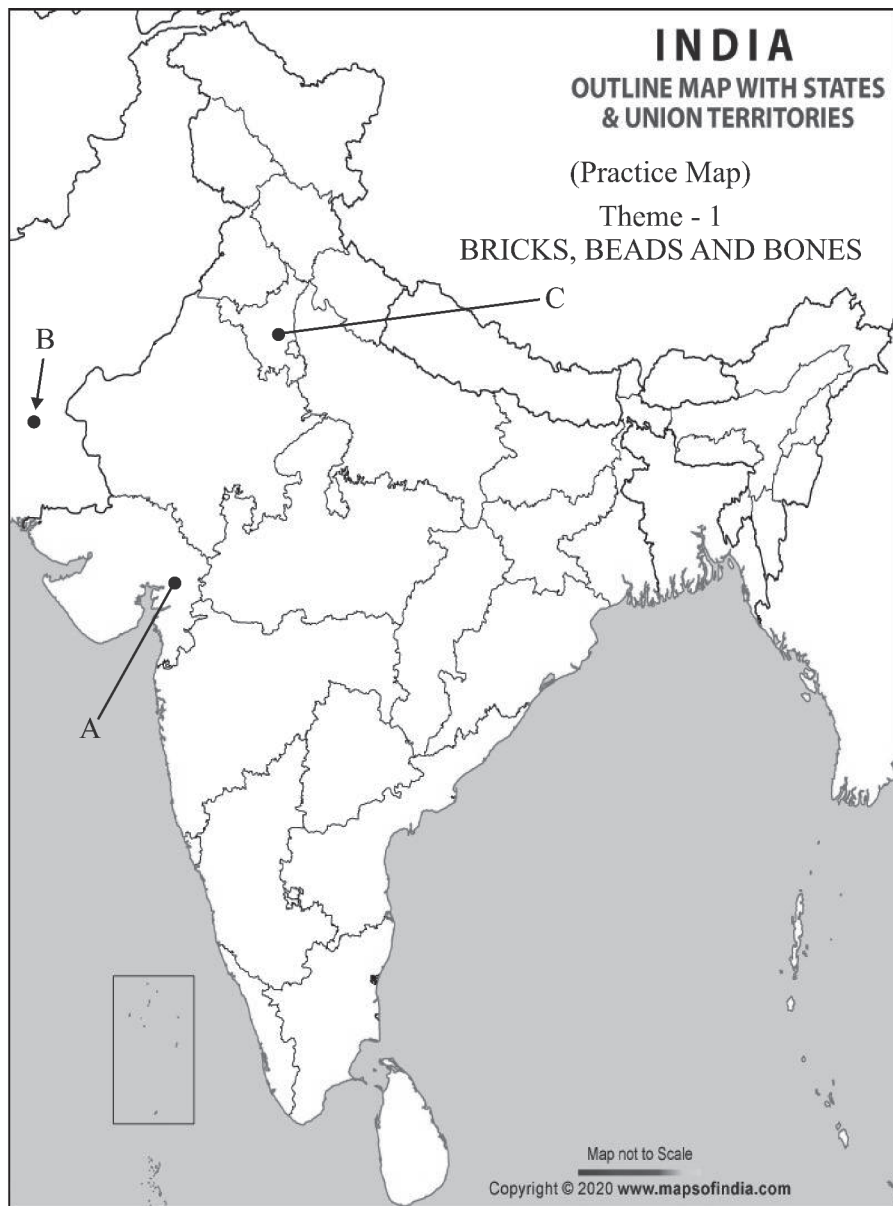 INDIA
OUTLINE MAP WITH STATES
& UNION TERRITORIES
(Practice Map)
Theme - 1
BRICKS, BEADS AND BONES
C
B
A
Map not to Scale
Copyright © 2020 www.mapsofindia.com